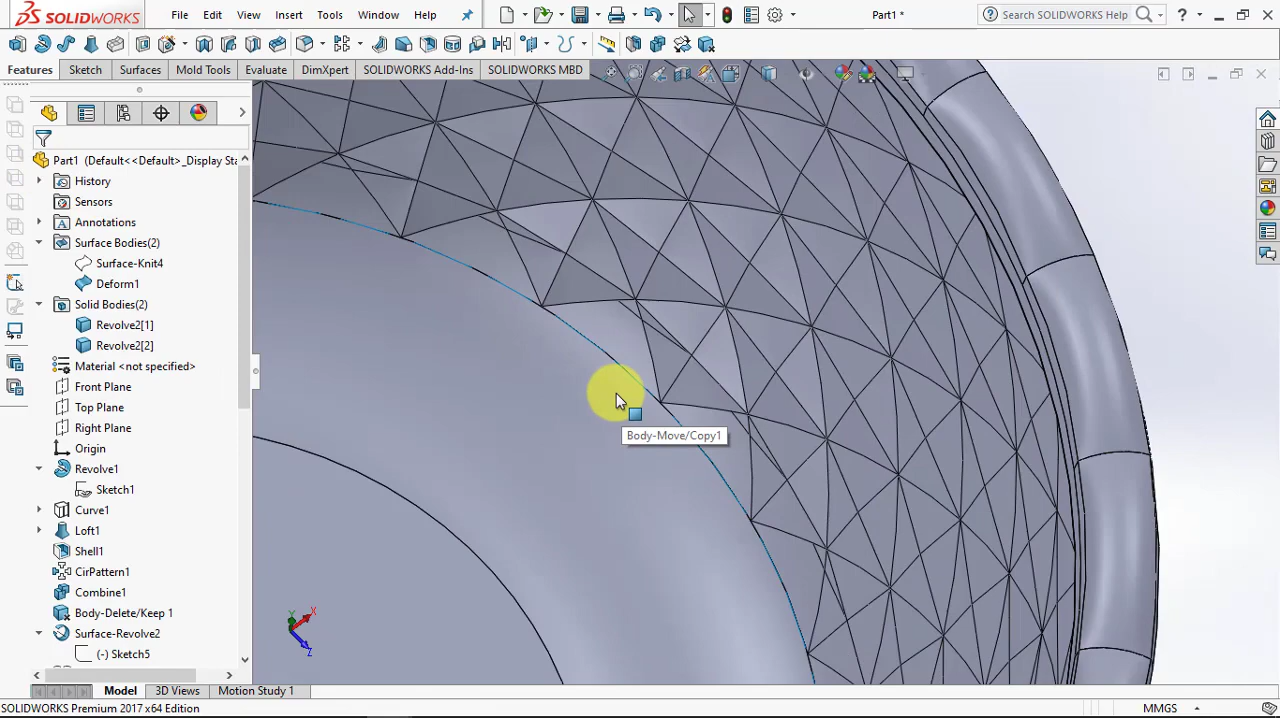 SOLIDWORKS File Edit View Insert Tools Window Help Part1 * Search SOLIDWORKS Help
Features Sketch Surfaces Mold Tools Evaluate DimXpert SOLIDWORKS Add-Ins SOLIDWORKS MBD
Part1 (Default<<Default>_Display Sta
History
Sensors
Annotations
Surface Bodies(2)
Surface-Knit4
Deform1
Solid Bodies(2)
Revolve2[1]
Revolve2[2]
Material <not specified>
Front Plane
Top Plane
Right Plane
Origin
Revolve1
Sketch1
Curve1
Loft1
Shell1
CirPattern1
Combine1
Body-Delete/Keep 1
Surface-Revolve2
(-) Sketch5
Body-Move/Copy1
Y X
Z
Model 3D Views Motion Study 1
SOLIDWORKS Premium 2017 x64 Edition MMGS